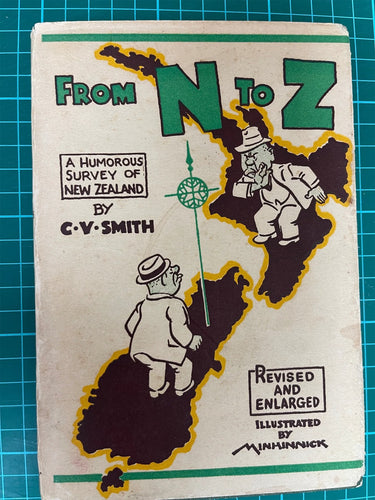 FROM N TO Z
A HUMOROUS
SURVEY OF
NEW ZEALAND
BY
C·V·SMITH
REVISED
AND
ENLARGED
ILLUSTRATED
BY
MINHINNICK